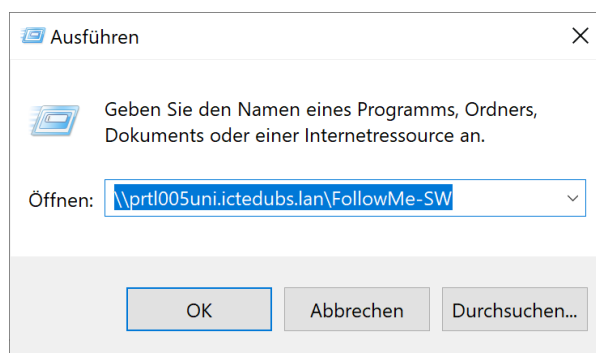 Ausführen
Geben Sie den Namen eines Programms, Ordners,
Dokuments oder einer Internetressource an.
Öffnen: \\prtl005uni.ictedubs.lan\FollowMe-SW
OK Abbrechen Durchsuchen...